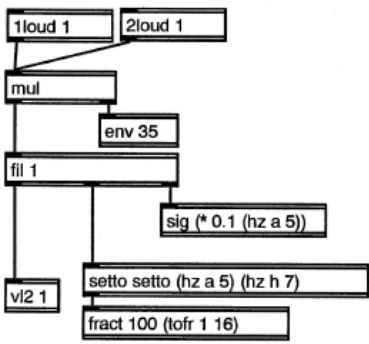 1loud 1
2loud 1
mul
env 35
fil 1
sig (* 0.1 (hz a 5))
vl2 1
setto setto (hz a 5) (hz h 7)
fract 100 (tofr 1 16)